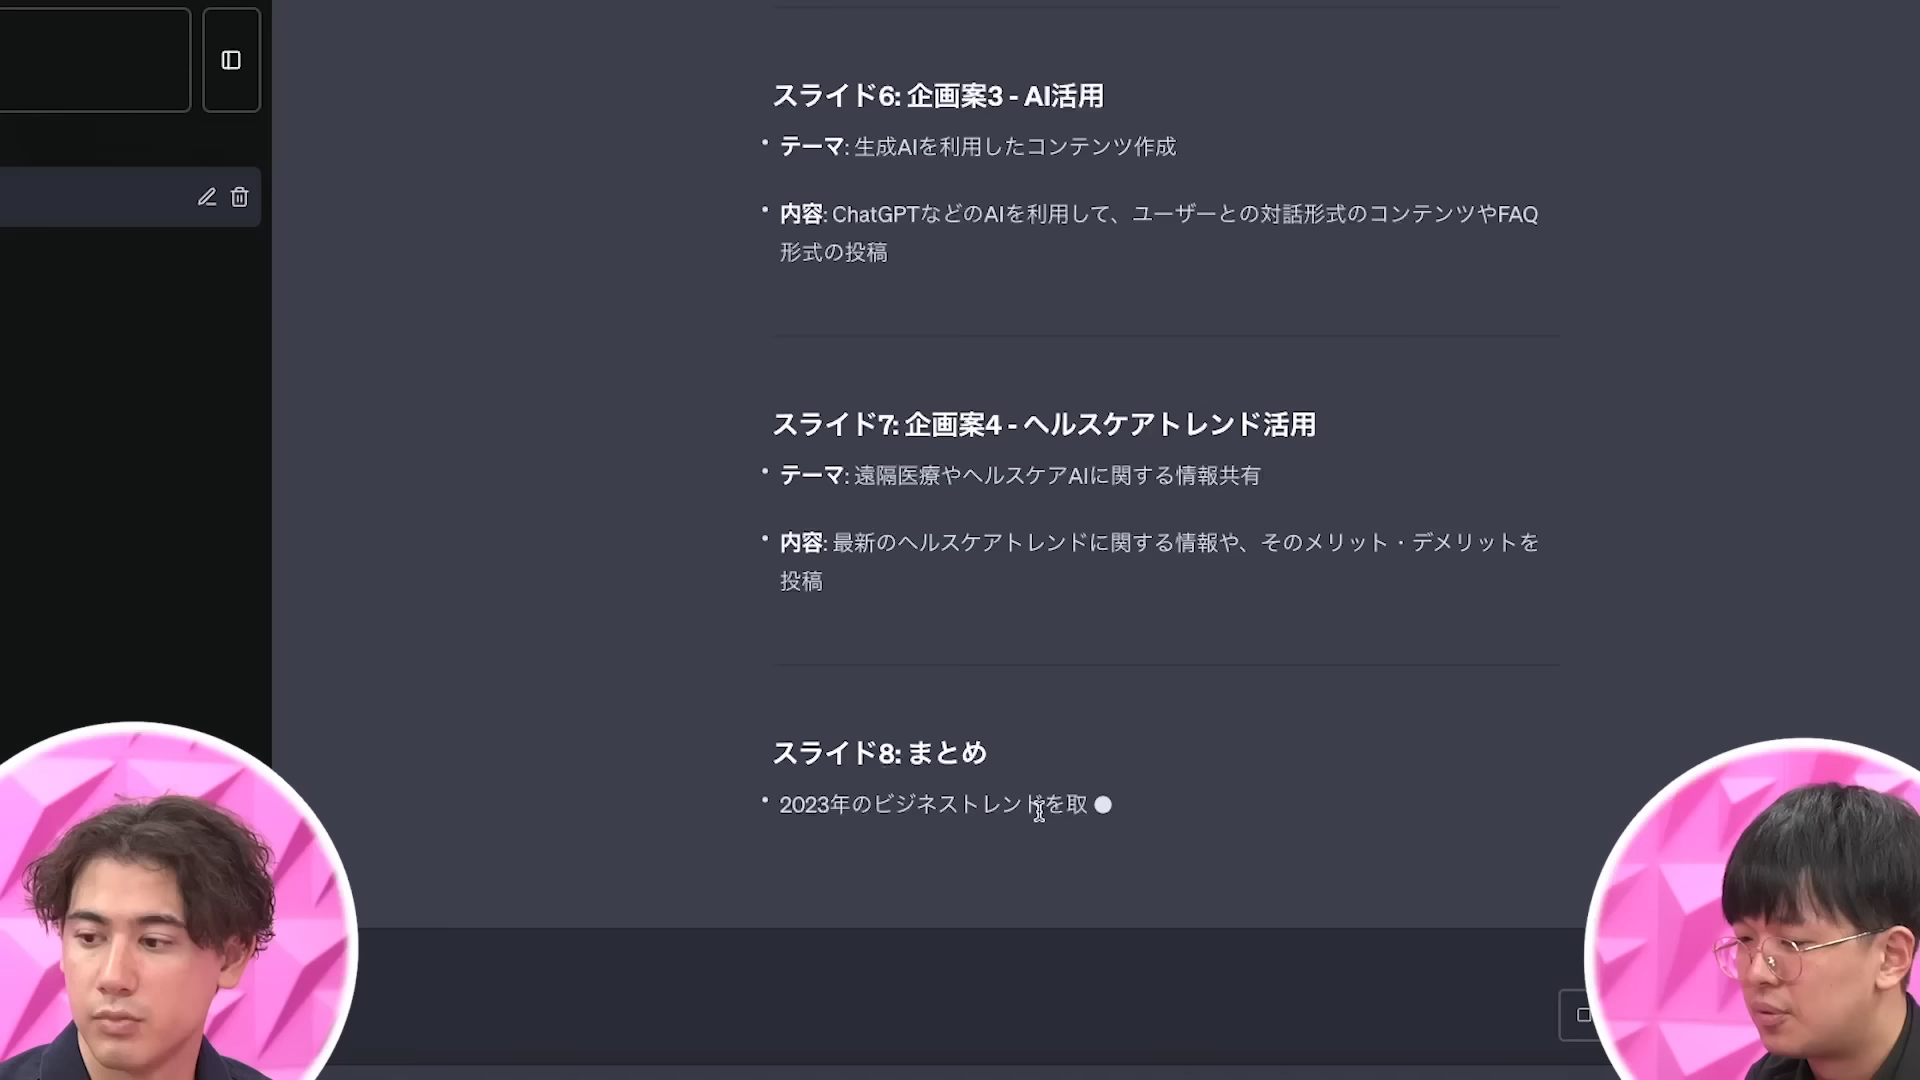 スライド6: 企画案3 - AI活用
・テーマ: 生成AIを利用したコンテンツ作成
・内容: ChatGPTなどのAIを利用して、ユーザーとの対話形式のコンテンツやFAQ
形式の投稿
スライド7: 企画案4 - ヘルスケアトレンド活用
・テーマ: 遠隔医療やヘルスケアAIに関する情報共有
・内容: 最新のヘルスケアトレンドに関する情報や、そのメリット・デメリットを
投稿
スライド8: まとめ
・2023年のビジネストレンドを取